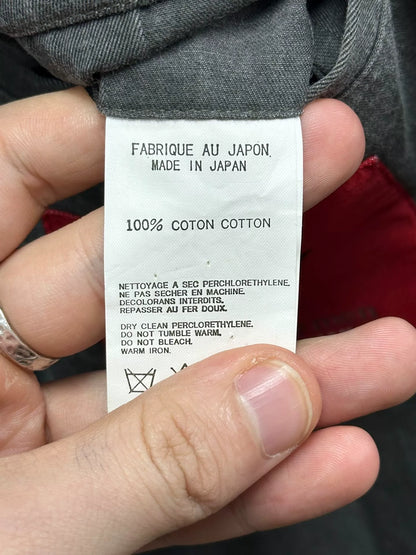 FABRIQUE AU JAPON.
MADE IN JAPAN
100% COTON COTTON
NETTOYAGE A SEC PERCHLORETHYLENE.
NE PAS SECHER EN MACHINE.
DECOLORANS INTERDITS.
REPASSER AU FER DOUX.
DRY CLEAN PERCLORETHYLENE.
DO NOT TUMBLE WARM.
DO NOT BLEACH.
WARM IRON.